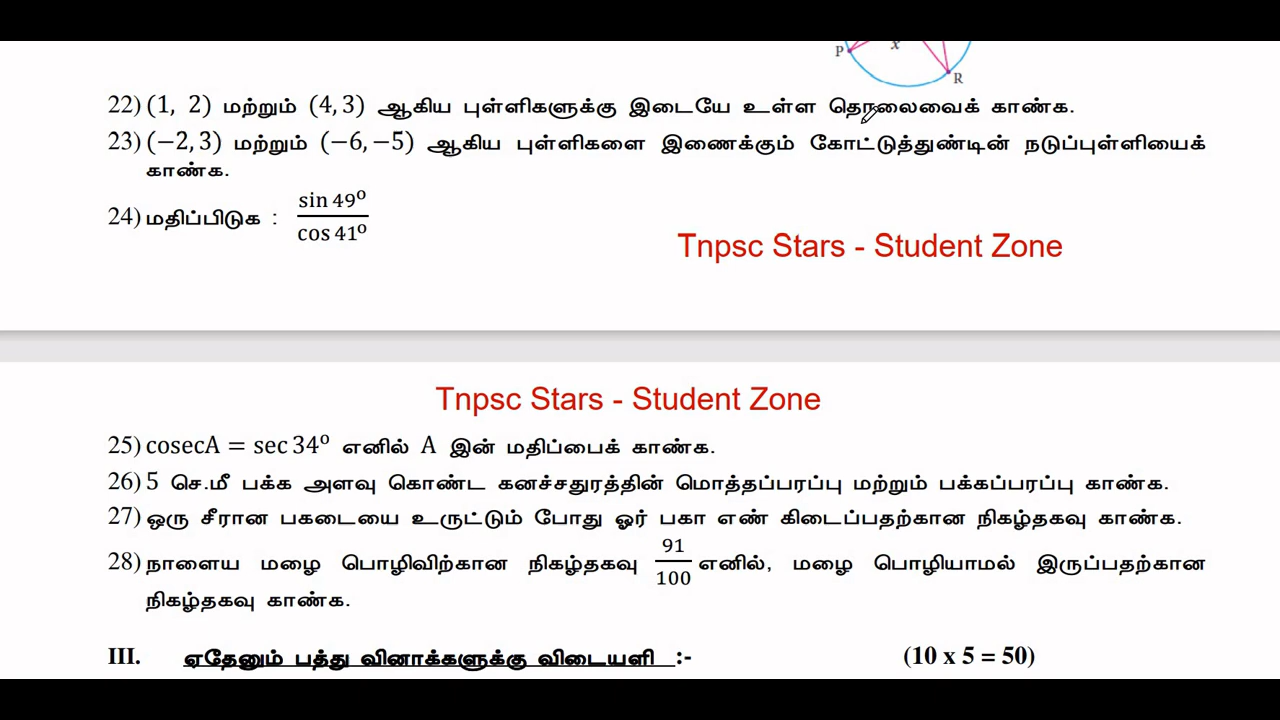 P
x
R
22) (1, 2) மற்றும் (4, 3) ஆகிய புள்ளிகளுக்கு இடையே உள்ள தொலைவைக் காண்க.
23) (−2, 3) மற்றும் (−6, −5) ஆகிய புள்ளிகளை இணைக்கும் கோட்டுத்துண்டின் நடுப்புள்ளியைக்
காண்க.
24) மதிப்பிடுக : sin 49º / cos 41º
Tnpsc Stars - Student Zone
Tnpsc Stars - Student Zone
25) cosecA = sec 34º எனில் A இன் மதிப்பைக் காண்க.
26) 5 செ.மீ பக்க அளவு கொண்ட கனச்சதுரத்தின் மொத்தப்பரப்பு மற்றும் பக்கப்பரப்பு காண்க.
27) ஒரு சீரான பகடையை உருட்டும் போது ஓர் பகா எண் கிடைப்பதற்கான நிகழ்தகவு காண்க.
28) நாளைய மழை பொழிவிற்கான நிகழ்தகவு 91/100 எனில், மழை பொழியாமல் இருப்பதற்கான
நிகழ்தகவு காண்க.
III. ஏதேனும் பத்து வினாக்களுக்கு விடையளி :- (10 x 5 = 50)